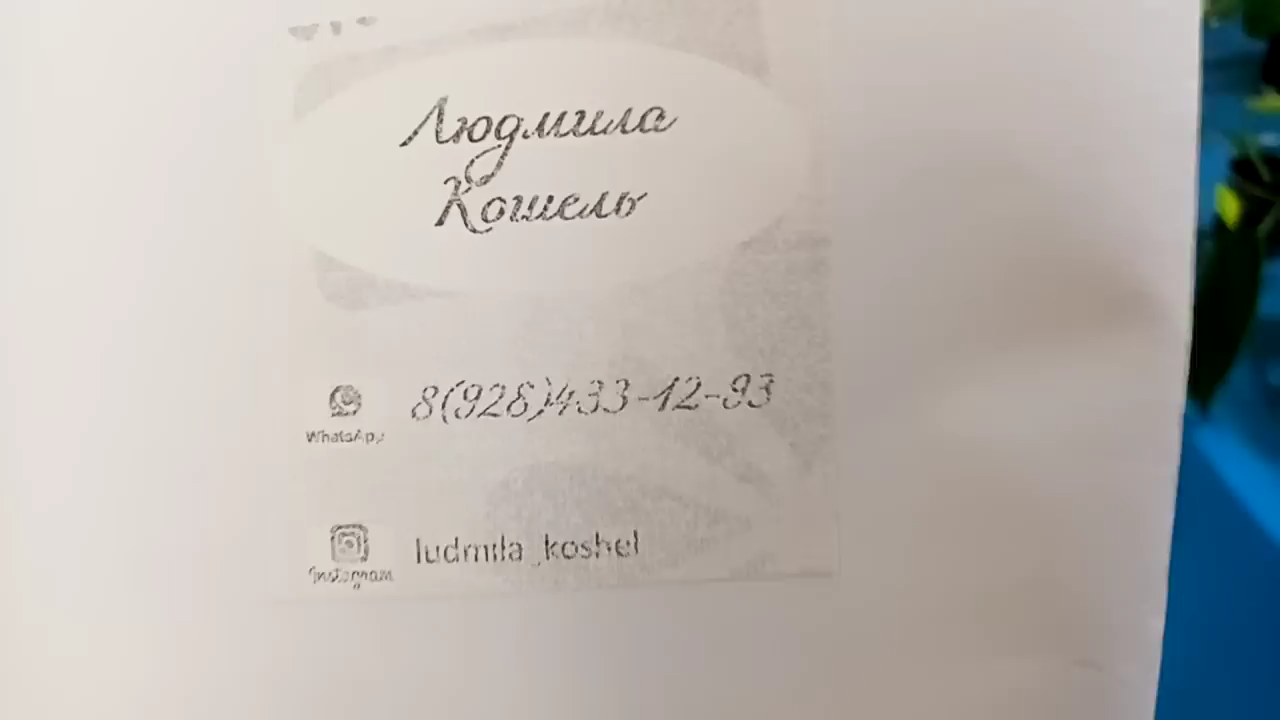 Людмила
Кошель
8(928)433-12-93
WhatsApp
ludmila_koshel
Instagram